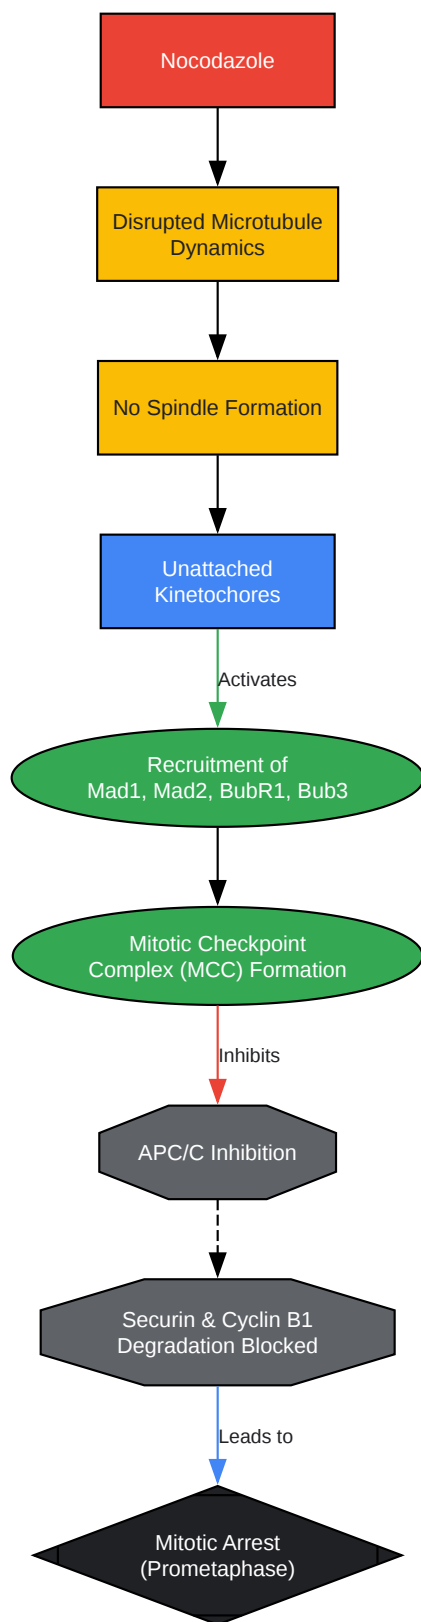 Nocodazole
Disrupted Microtubule
Dynamics
No Spindle Formation
Unattached
Kinetochores
Activates
Recruitment of
Mad1, Mad2, BubR1, Bub3
Mitotic Checkpoint
Complex (MCC) Formation
Inhibits
APC/C Inhibition
Securin & Cyclin B1
Degradation Blocked
Leads to
Mitotic Arrest
(Prometaphase)